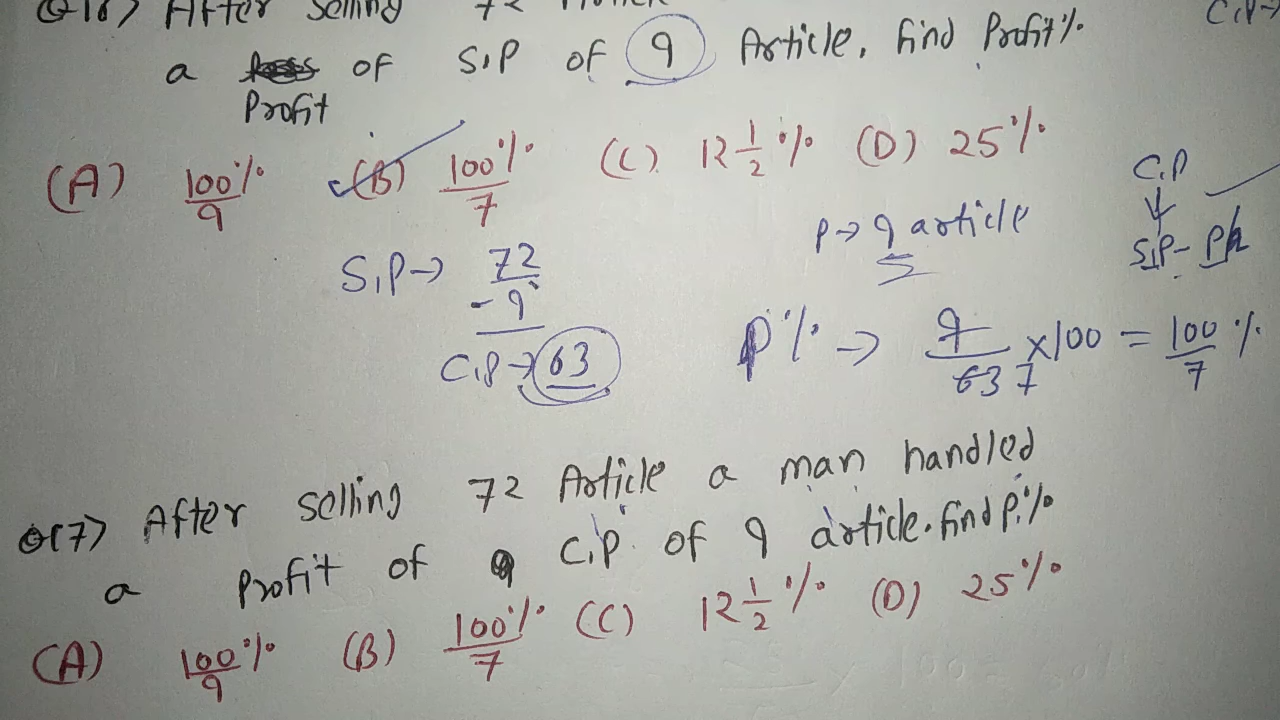 After selling 72
a of S.P of 9 Article, find Profit%
Profit
(A) 100%/9 (B) 100%/7 (C) 12 1/2 % (D) 25%
C.P
P→ 9 article
S.P→ 72
S.P-
- 9
C.P→ 63
P% → 9/63 7 ×100 = 100/7 %
Q17) After selling 72 Article a man handled
a Profit of C.P. of 9 article. find P.%
(A) 100%/9 (B) 100%/7 (C) 12 1/2 % (D) 25%